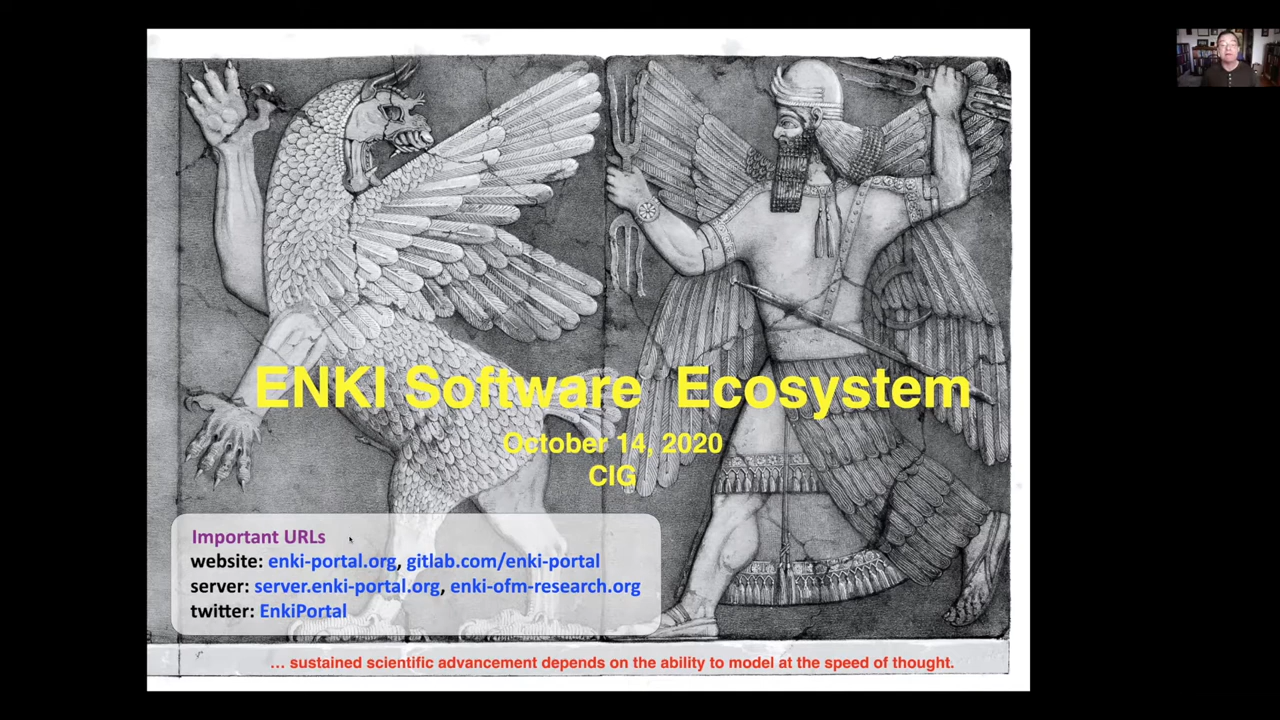 ENKI Software Ecosystem
October 14, 2020
CIG
Important URLs
website: enki-portal.org, gitlab.com/enki-portal
server: server.enki-portal.org, enki-ofm-research.org
twitter: EnkiPortal
... sustained scientific advancement depends on the ability to model at the speed of thought.